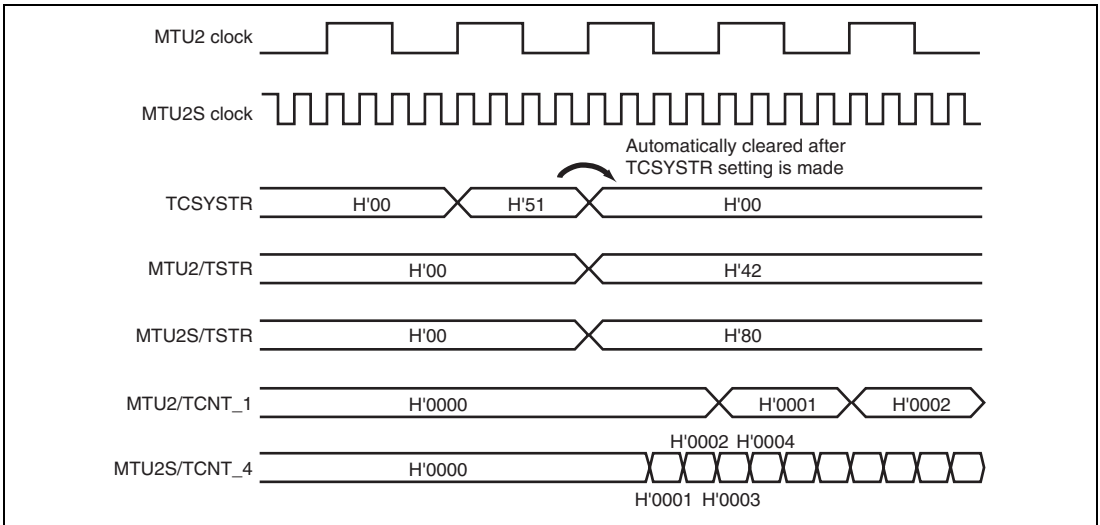 MTU2 clock
MTU2S clock
Automatically cleared after
TCSYSTR setting is made
TCSYSTR H'00 H'51 H'00
MTU2/TSTR H'00 H'42
MTU2S/TSTR H'00 H'80
MTU2/TCNT_1 H'0000 H'0001 H'0002
H'0002 H'0004
MTU2S/TCNT_4 H'0000
H'0001 H'0003